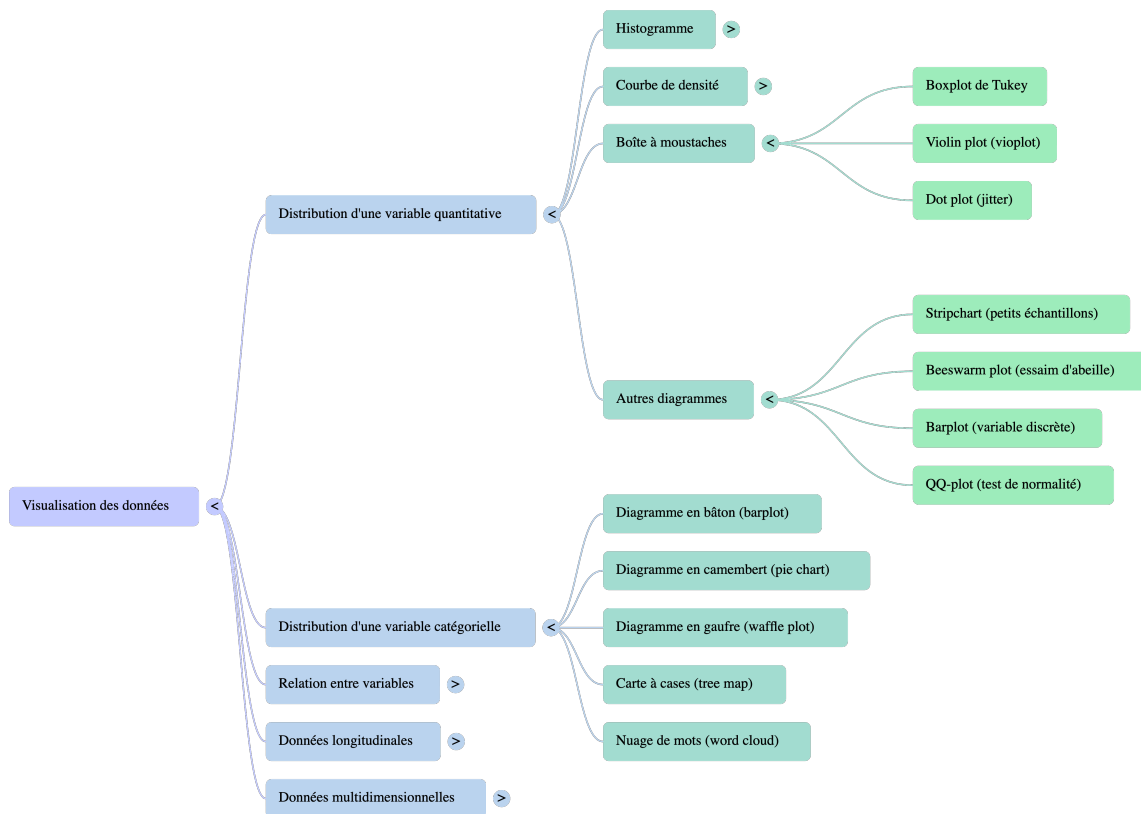 Visualisation des données
<
Distribution d'une variable quantitative
<
Histogramme
>
Courbe de densité
>
Boîte à moustaches
<
Boxplot de Tukey
Violin plot (vioplot)
Dot plot (jitter)
Autres diagrammes
<
Stripchart (petits échantillons)
Beeswarm plot (essaim d'abeille)
Barplot (variable discrète)
QQ-plot (test de normalité)
Distribution d'une variable catégorielle
<
Diagramme en bâton (barplot)
Diagramme en camembert (pie chart)
Diagramme en gaufre (waffle plot)
Carte à cases (tree map)
Nuage de mots (word cloud)
Relation entre variables
>
Données longitudinales
>
Données multidimensionnelles
>